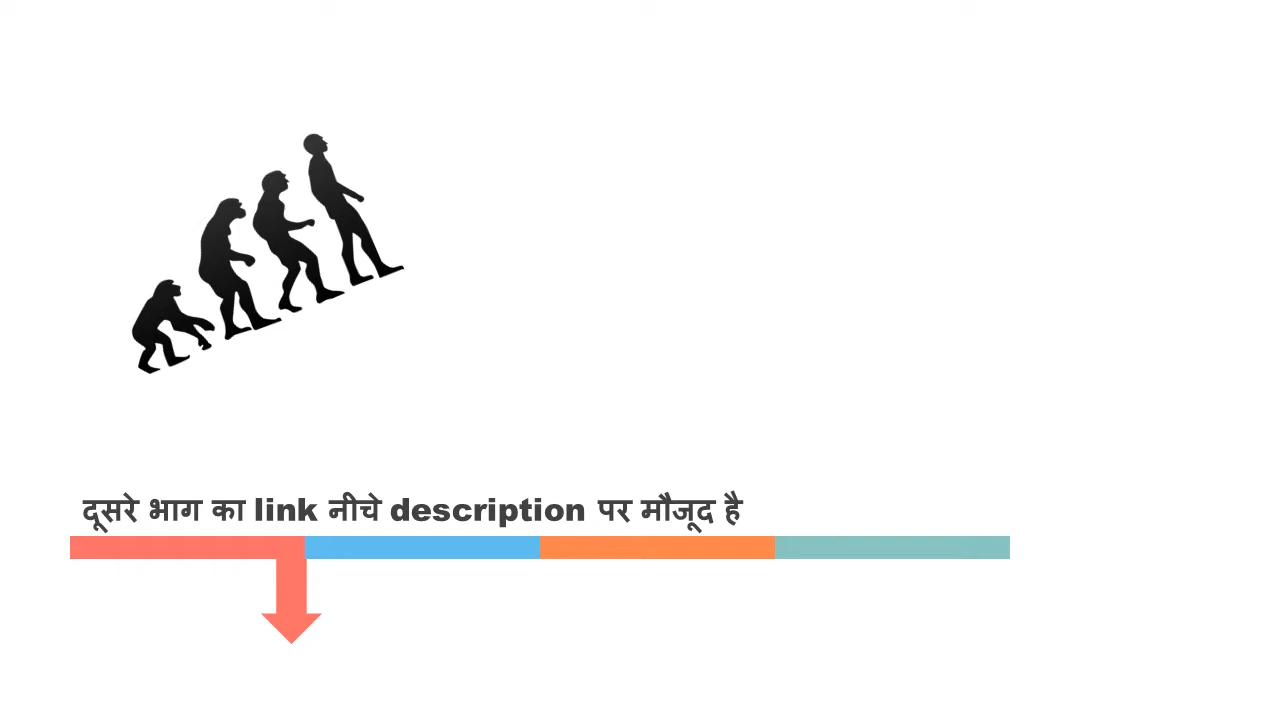 दूसरे भाग का link नीचे description पर मौजूद है